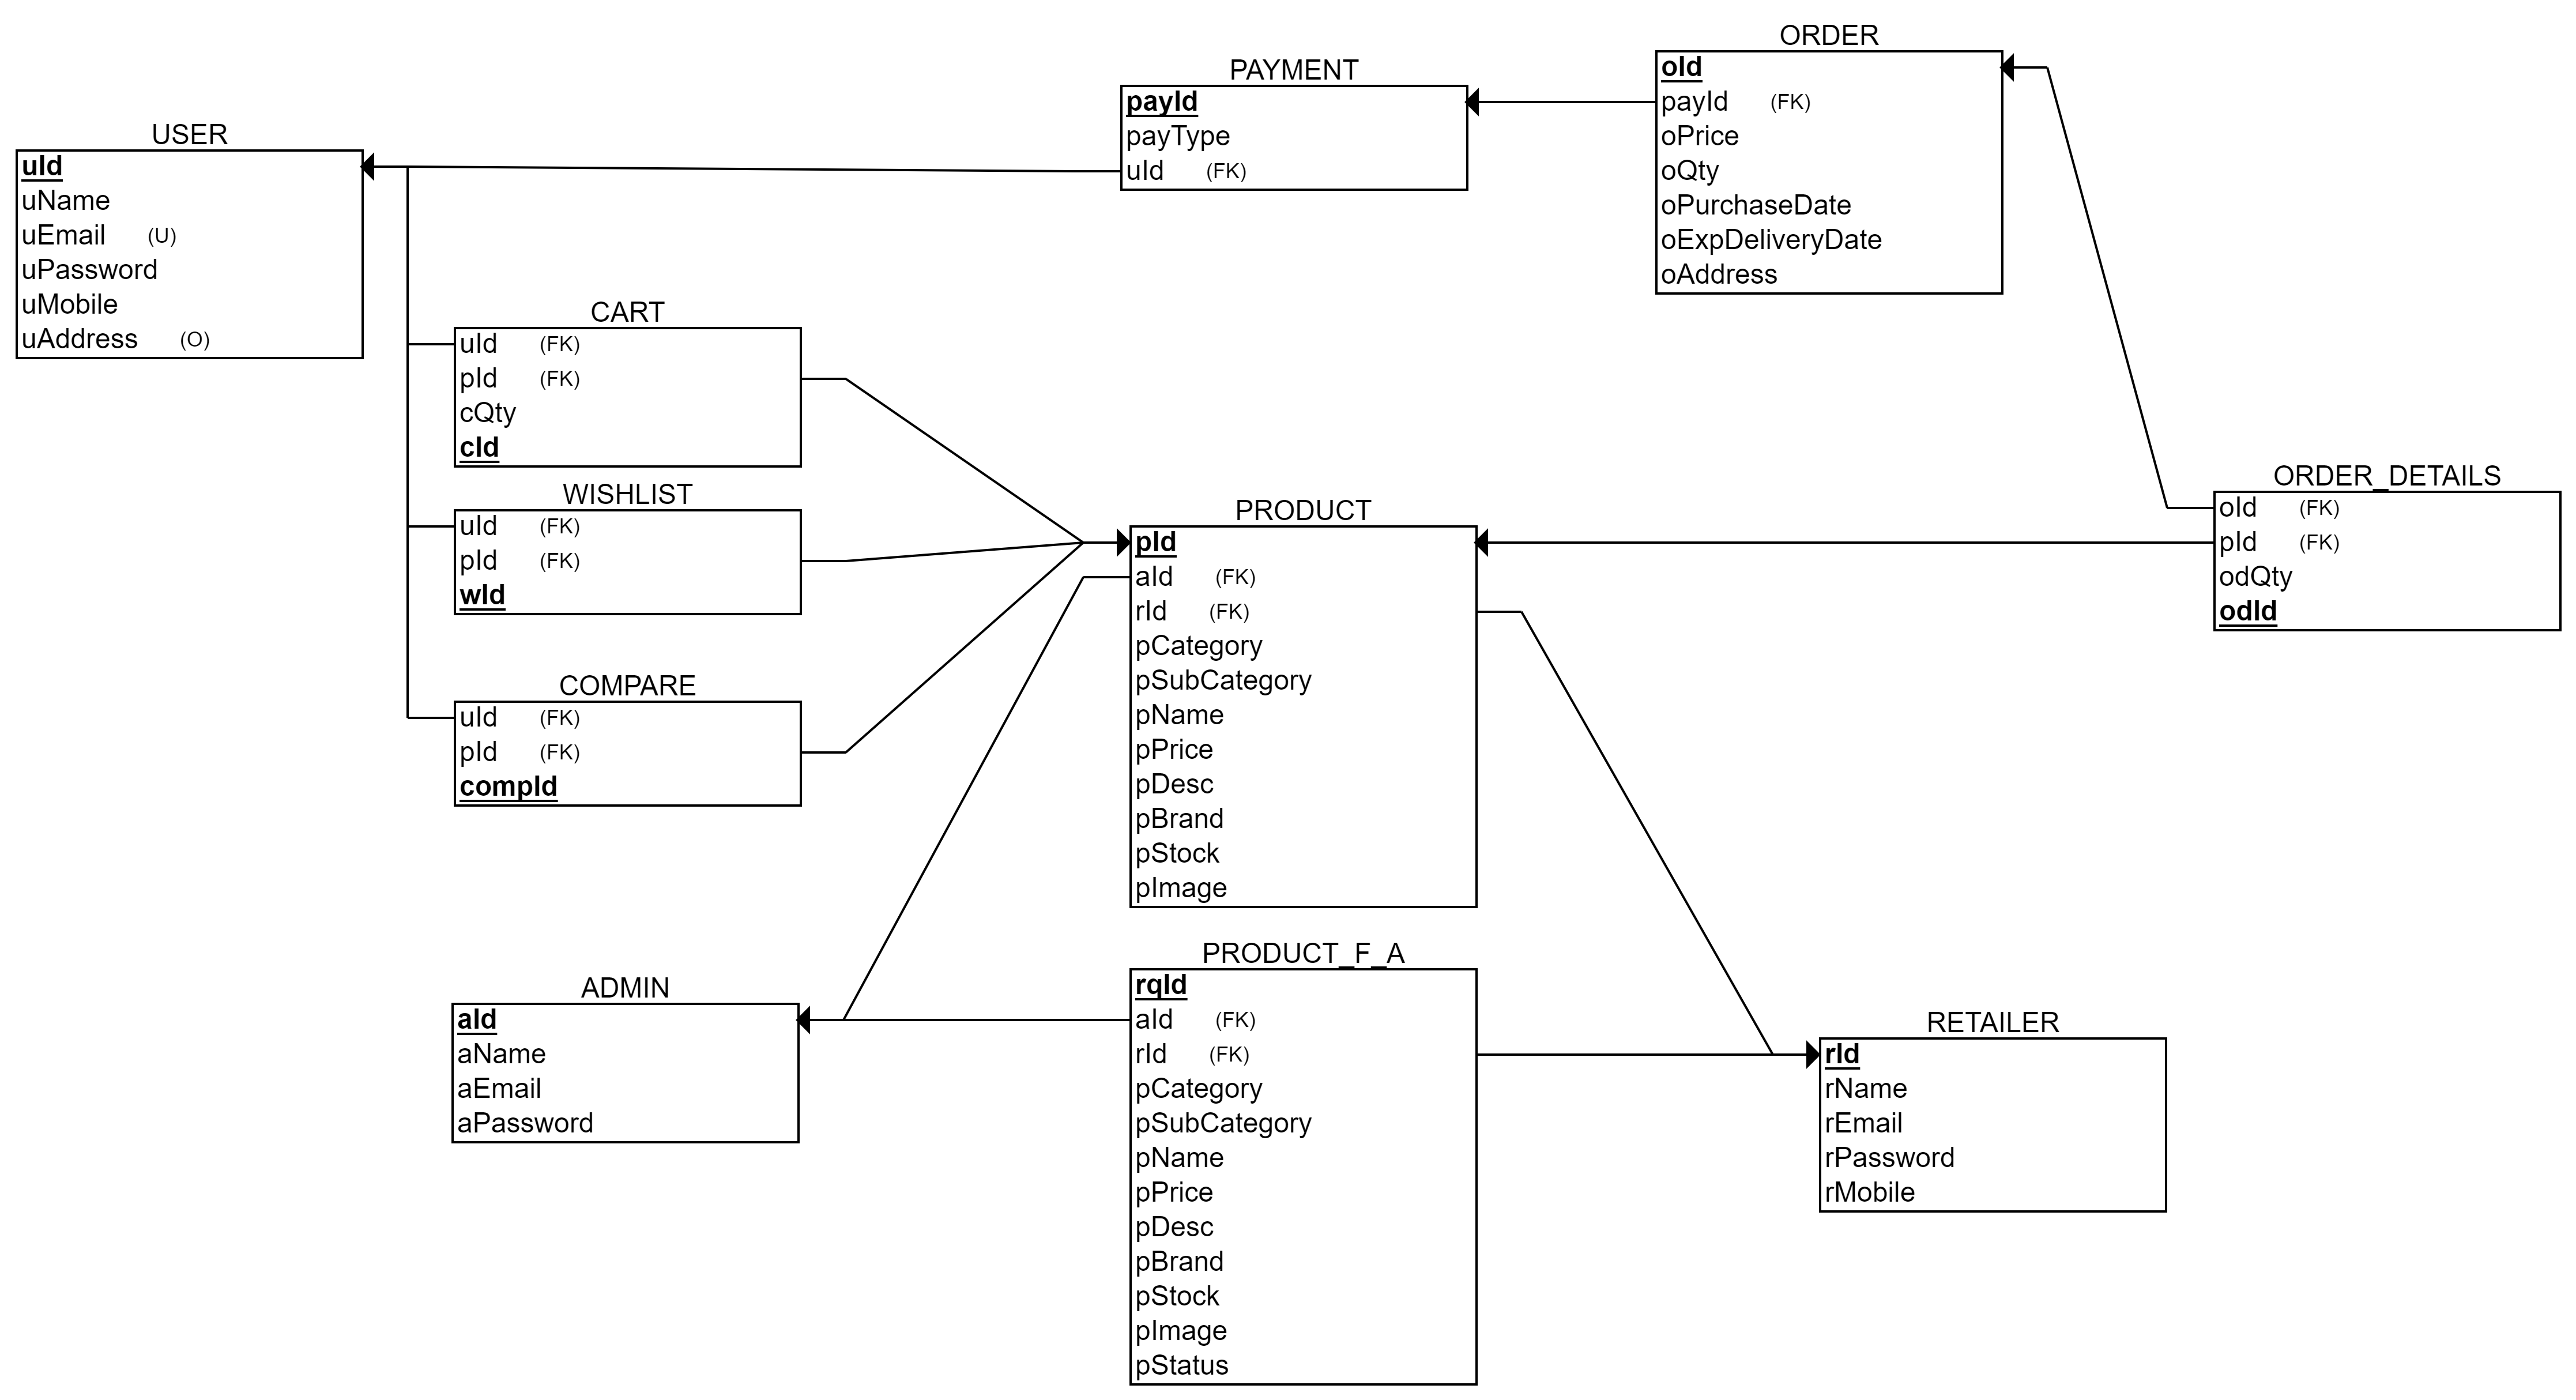 USER
uId
uName
uEmail (U)
uPassword
uMobile
uAddress (O)
PAYMENT
payId
payType
uId (FK)
ORDER
oId
payId (FK)
oPrice
oQty
oPurchaseDate
oExpDeliveryDate
oAddress
CART
uId (FK)
pId (FK)
cQty
cId
WISHLIST
uId (FK)
pId (FK)
wId
COMPARE
uId (FK)
pId (FK)
compId
PRODUCT
pId
aId (FK)
rId (FK)
pCategory
pSubCategory
pName
pPrice
pDesc
pBrand
pStock
pImage
ORDER_DETAILS
oId (FK)
pId (FK)
odQty
odId
ADMIN
aId
aName
aEmail
aPassword
PRODUCT_F_A
rqId
aId (FK)
rId (FK)
pCategory
pSubCategory
pName
pPrice
pDesc
pBrand
pStock
pImage
pStatus
RETAILER
rId
rName
rEmail
rPassword
rMobile